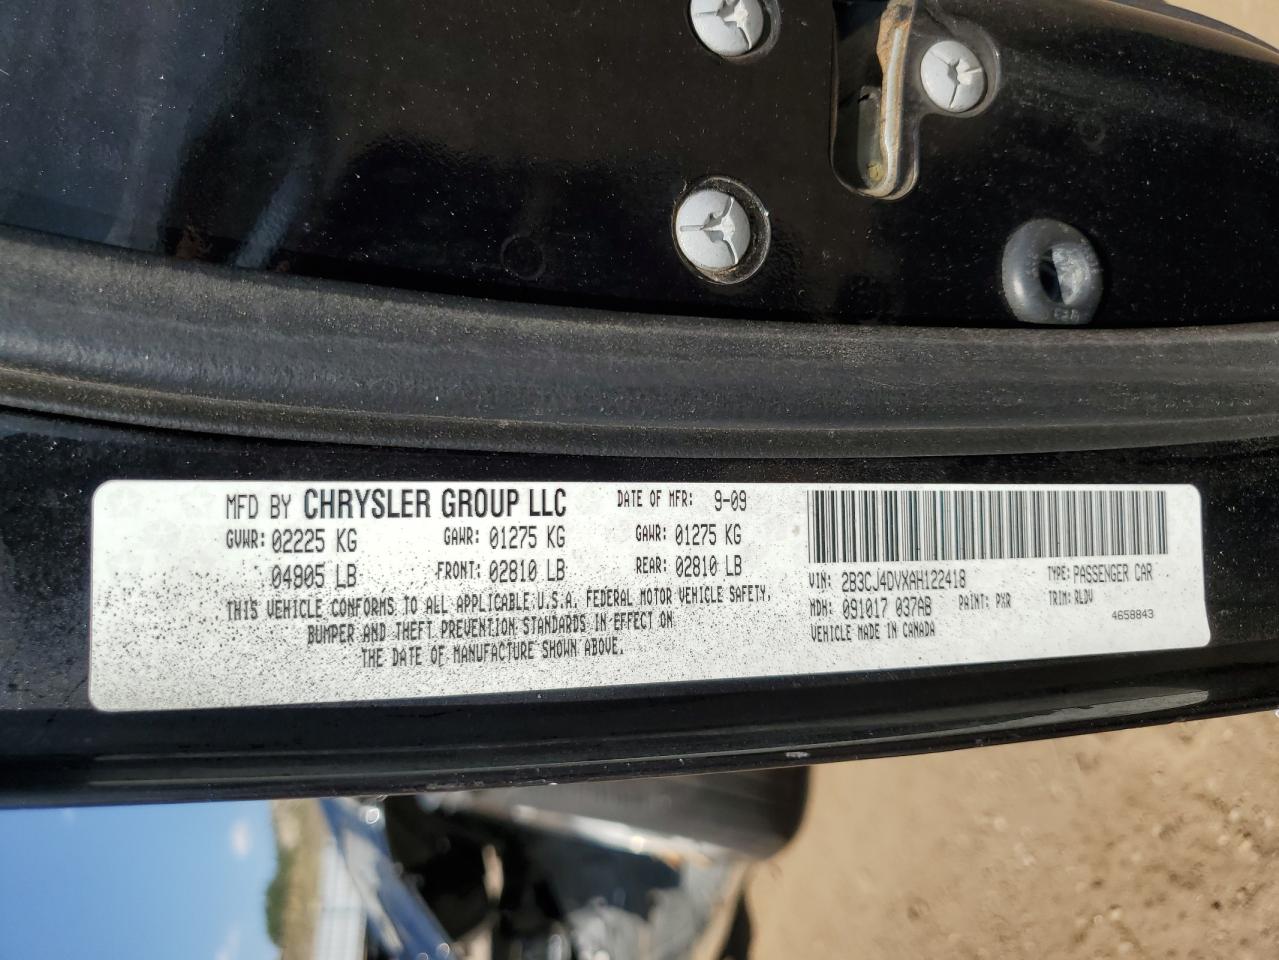 MFD BY CHRYSLER GROUP LLC DATE OF MFR: 9-09
GVWR: 02225 KG GAWR: 01275 KG GAWR: 01275 KG
04905 LB FRONT: 02810 LB REAR: 02810 LB
THIS VEHICLE CONFORMS TO ALL APPLICABLE U.S.A. FEDERAL MOTOR VEHICLE SAFETY,
BUMPER AND THEFT PREVENTION STANDARDS IN EFFECT ON
THE DATE OF MANUFACTURE SHOWN ABOVE.
VIN: 2B3CJ4DVXAH122418 TYPE: PASSENGER CAR
MDH: 091017 037AB PAINT: PXR TRIM: RLDV
VEHICLE MADE IN CANADA 4658843